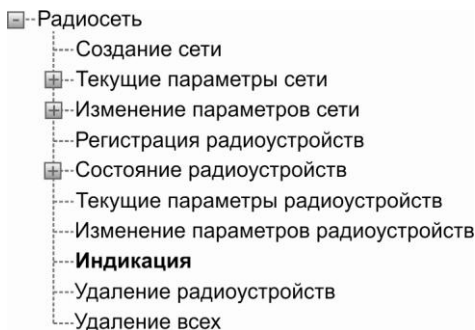 Радиосеть
Создание сети
Текущие параметры сети
Изменение параметров сети
Регистрация радиоустройств
Состояние радиоустройств
Текущие параметры радиоустройств
Изменение параметров радиоустройств
Индикация
Удаление радиоустройств
Удаление всех